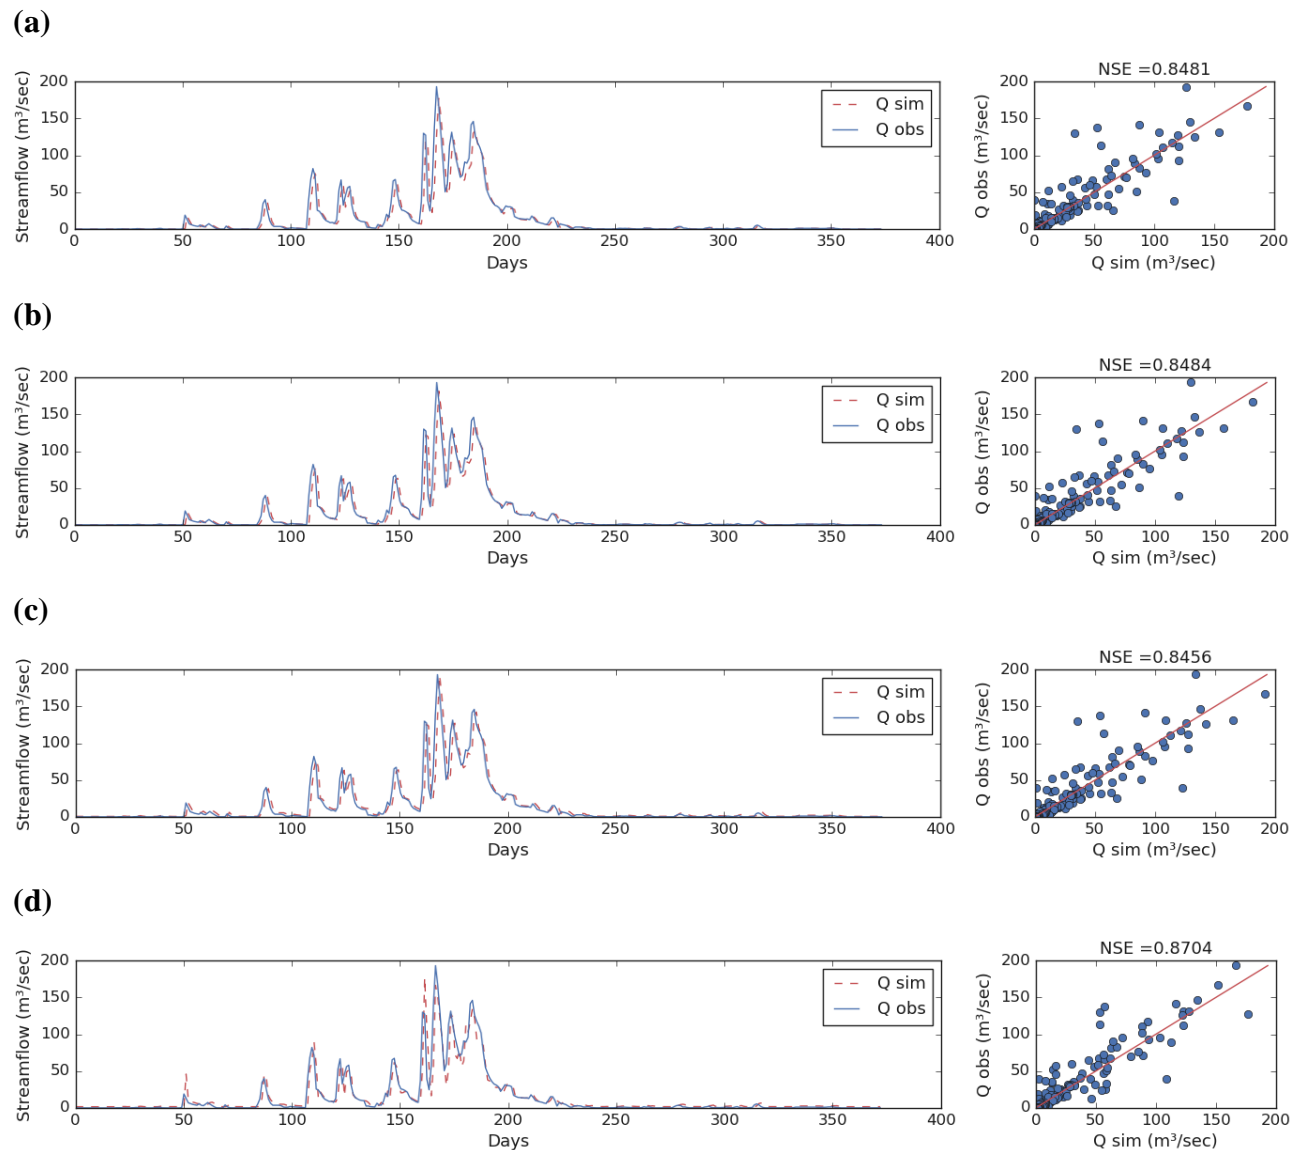 (a)
NSE =0.8481
Streamflow (m³/sec)
200
150
100
50
0
Q sim
Q obs
0 50 100 150 200 250 300 350 400
Days
Q obs (m³/sec)
200
150
100
50
0
0 50 100 150 200
Q sim (m³/sec)
(b)
NSE =0.8484
Streamflow (m³/sec)
200
150
100
50
0
Q sim
Q obs
0 50 100 150 200 250 300 350 400
Days
Q obs (m³/sec)
200
150
100
50
0
0 50 100 150 200
Q sim (m³/sec)
(c)
NSE =0.8456
Streamflow (m³/sec)
200
150
100
50
0
Q sim
Q obs
0 50 100 150 200 250 300 350 400
Days
Q obs (m³/sec)
200
150
100
50
0
0 50 100 150 200
Q sim (m³/sec)
(d)
NSE =0.8704
Streamflow (m³/sec)
200
150
100
50
0
Q sim
Q obs
0 50 100 150 200 250 300 350 400
Days
Q obs (m³/sec)
200
150
100
50
0
0 50 100 150 200
Q sim (m³/sec)